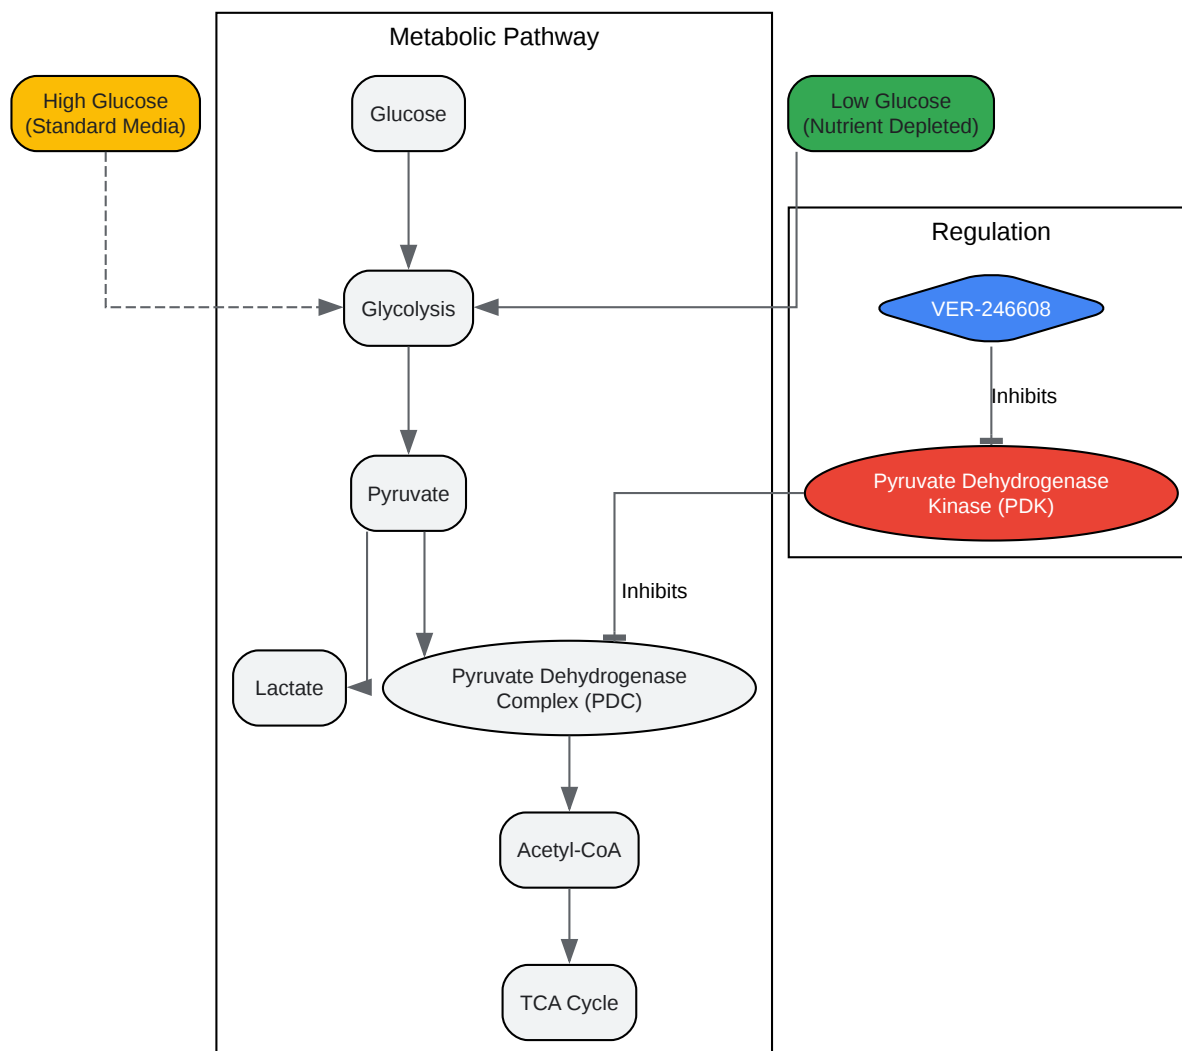 Metabolic Pathway
High Glucose
(Standard Media)
Glucose
Low Glucose
(Nutrient Depleted)
Regulation
Glycolysis
VER-246608
Inhibits
Pyruvate
Pyruvate Dehydrogenase
Kinase (PDK)
Inhibits
Lactate
Pyruvate Dehydrogenase
Complex (PDC)
Acetyl-CoA
TCA Cycle